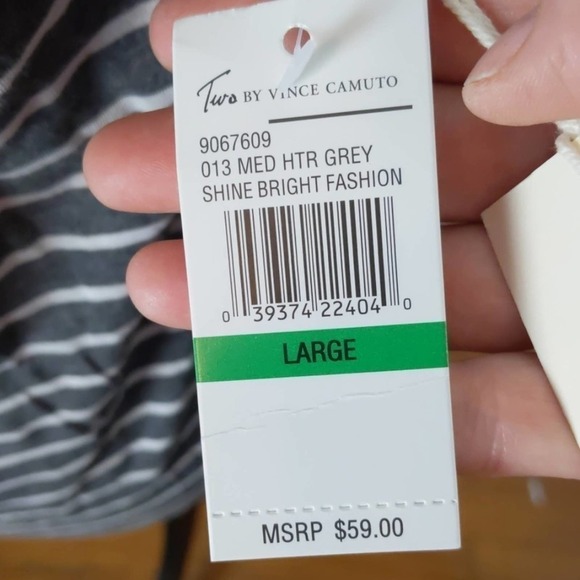 Two BY VINCE CAMUTO
9067609
013 MED HTR GREY
SHINE BRIGHT FASHION
0 39374 22404 0
LARGE
MSRP $59.00